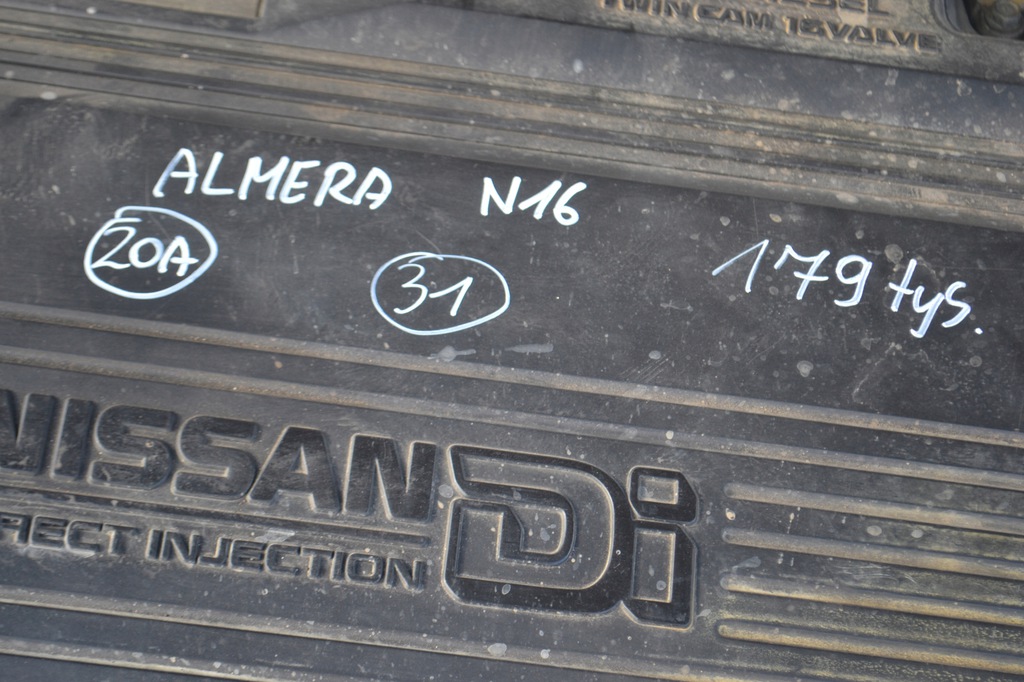 TWIN CAM 16VALVE
ALMERA N16
20A 31 179 tys.
NISSAN Di
DIRECT INJECTION